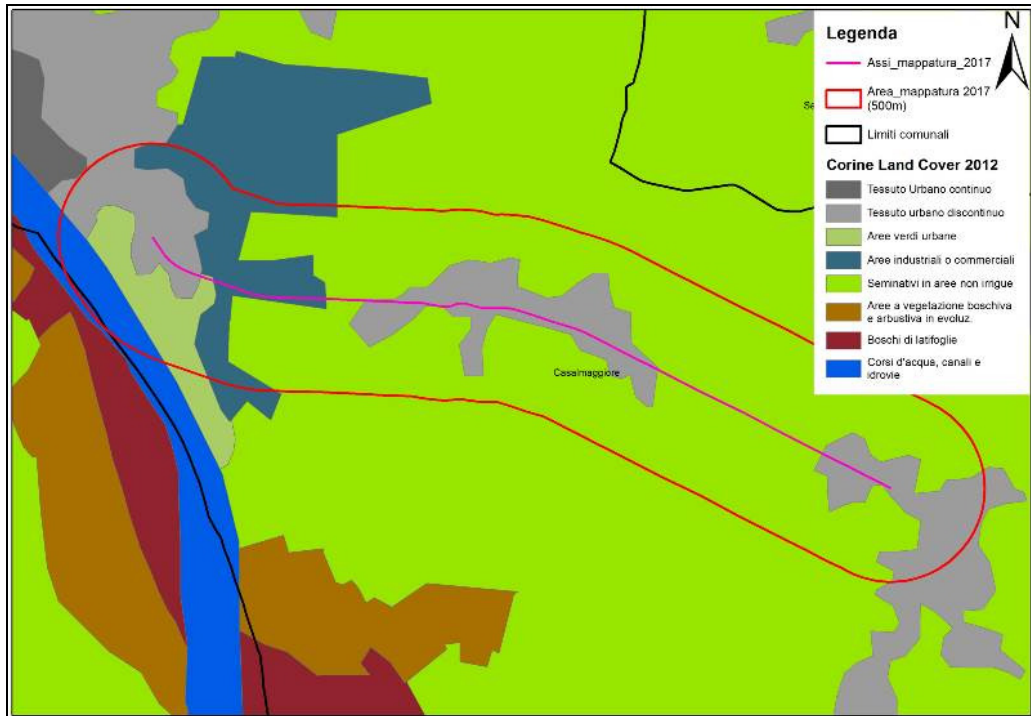 Legenda
N
Assi_mappatura_2017
Area_mappatura 2017
(500m)
Limiti comunali
Corine Land Cover 2012
Tessuto Urbano continuo
Tessuto urbano discontinuo
Aree verdi urbane
Aree industriali o commerciali
Seminativi in aree non irrigue
Aree a vegetazione boschiva
e arbustiva in evoluz.
Boschi di latifoglie
Corsi d'acqua, canali e
idrovie
Se
Casalmaggiore